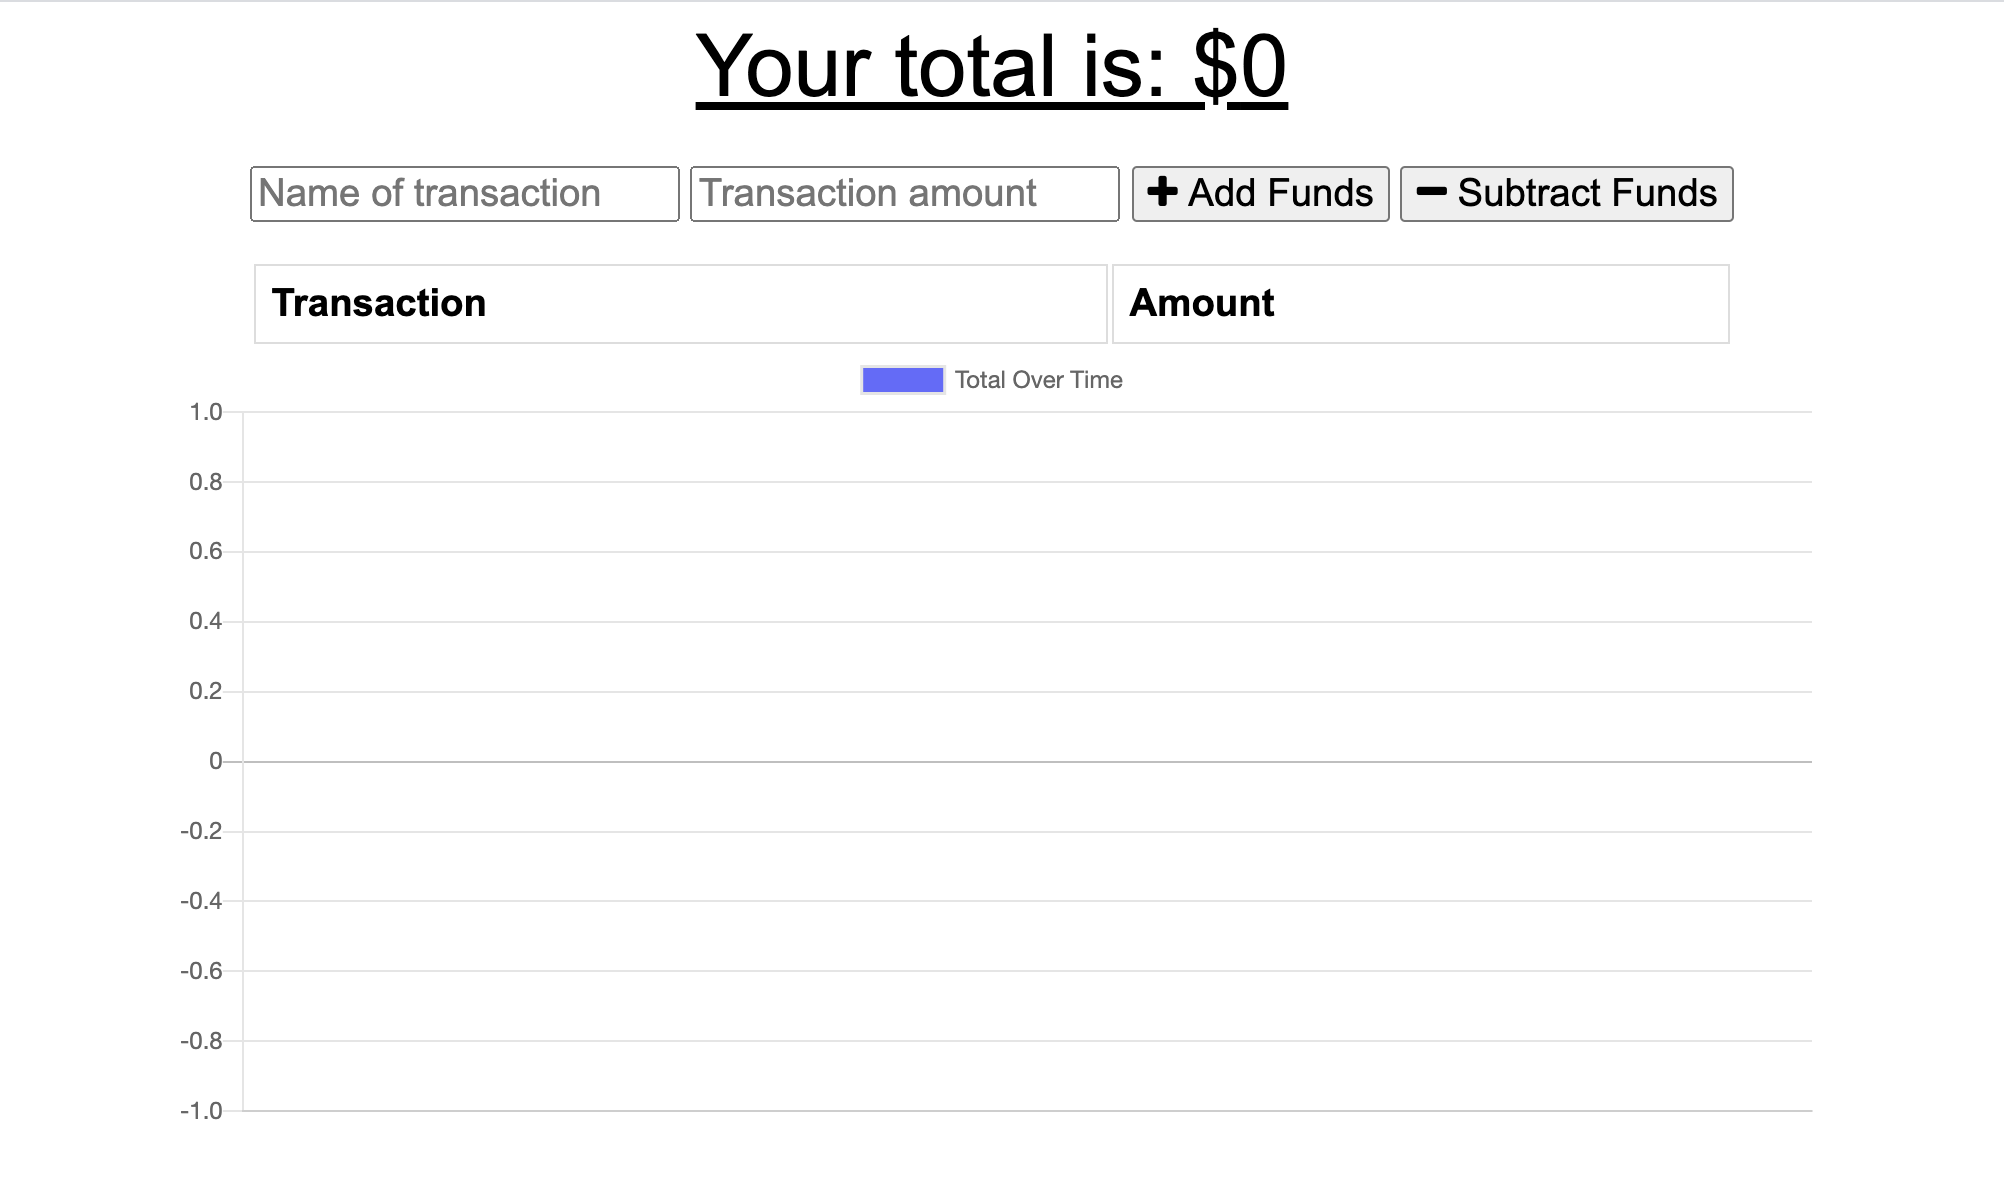 Your total is: $0
Name of transaction Transaction amount Add Funds Subtract Funds
Transaction Amount
Total Over Time
1.0
0.8
0.6
0.4
0.2
0
-0.2
-0.4
-0.6
-0.8
-1.0